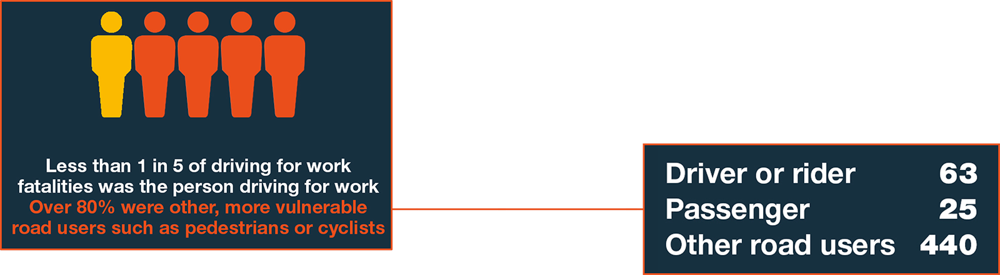 Less than 1 in 5 of driving for work
fatalities was the person driving for work
Over 80% were other, more vulnerable
road users such as pedestrians or cyclists
Driver or rider 63
Passenger 25
Other road users 440